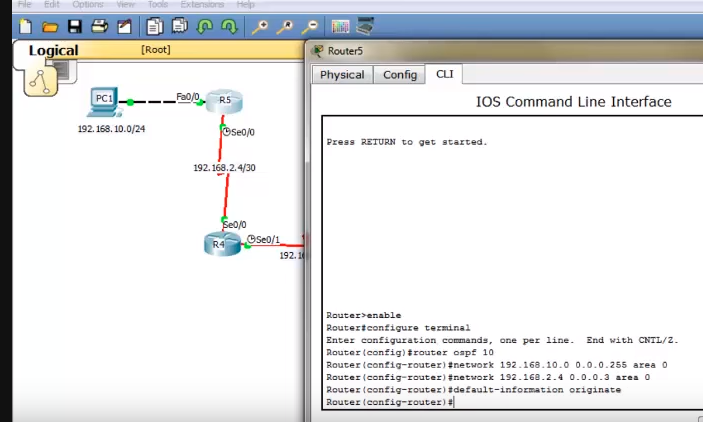 File Edit Options View Tools Extensions Help
Logical [Root]
Router5
Physical Config CLI
IOS Command Line Interface
PC1 Fa0/0 R5
192.168.10.0/24
Se0/0
192.168.2.4/30
Se0/0
R4 Se0/1
192.1
Press RETURN to get started.
Router>enable
Router#configure terminal
Enter configuration commands, one per line. End with CNTL/Z.
Router(config)#router ospf 10
Router(config-router)#network 192.168.10.0 0.0.0.255 area 0
Router(config-router)#network 192.168.2.4 0.0.0.3 area 0
Router(config-router)#default-information originate
Router(config-router)#